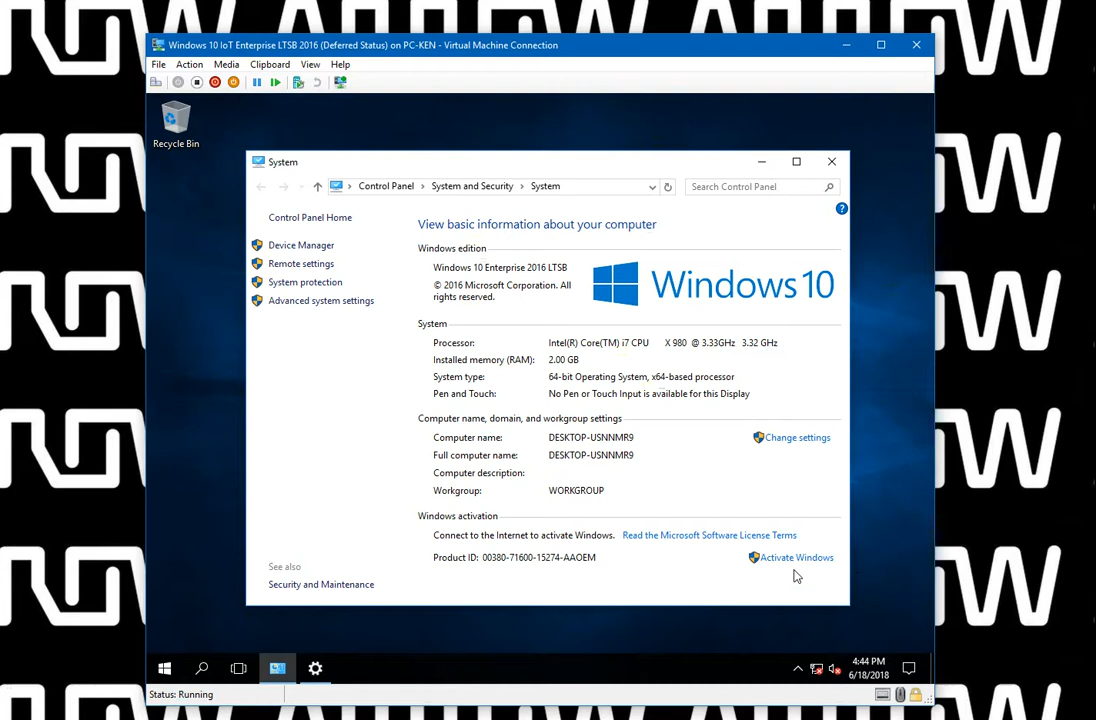 Windows 10 IoT Enterprise LTSB 2016 (Deferred Status) on PC-KEN - Virtual Machine Connection
File Action Media Clipboard View Help
Recycle Bin
System
Control Panel > System and Security > System
Search Control Panel
Control Panel Home
Device Manager
Remote settings
System protection
Advanced system settings
See also
Security and Maintenance
View basic information about your computer
Windows edition
Windows 10 Enterprise 2016 LTSB
© 2016 Microsoft Corporation. All
rights reserved.
Windows 10
System
Processor: Intel(R) Core(TM) i7 CPU X 980 @ 3.33GHz 3.32 GHz
Installed memory (RAM): 2.00 GB
System type: 64-bit Operating System, x64-based processor
Pen and Touch: No Pen or Touch Input is available for this Display
Computer name, domain, and workgroup settings
Computer name: DESKTOP-USNNMR9 Change settings
Full computer name: DESKTOP-USNNMR9
Computer description:
Workgroup: WORKGROUP
Windows activation
Connect to the Internet to activate Windows. Read the Microsoft Software License Terms
Product ID: 00380-71600-15274-AAOEM Activate Windows
4:44 PM
6/18/2018
Status: Running